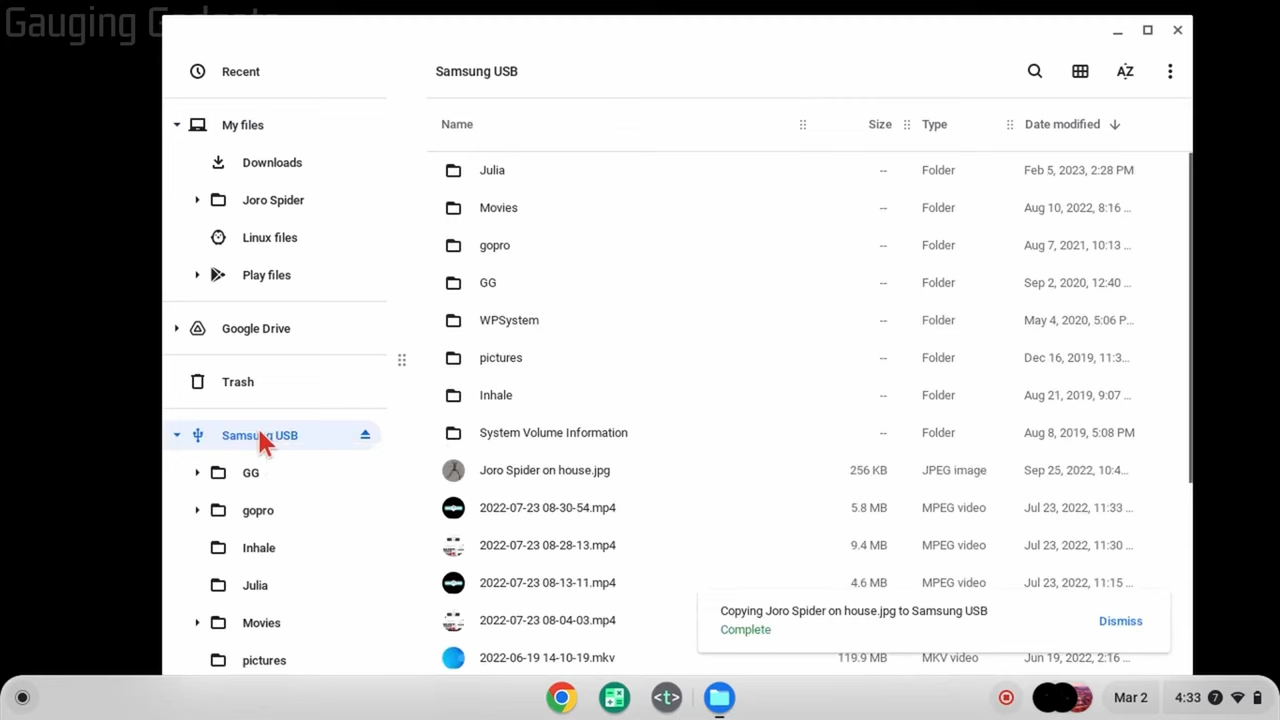 Gauging G
Recent
My files
Downloads
Joro Spider
Linux files
Play files
Google Drive
Trash
Samsung USB
GG
gopro
Inhale
Julia
Movies
pictures
Samsung USB
AZ
Name Size Type Date modified
Julia -- Folder Feb 5, 2023, 2:28 PM
Movies -- Folder Aug 10, 2022, 8:16 ...
gopro -- Folder Aug 7, 2021, 10:13 ...
GG -- Folder Sep 2, 2020, 12:40 ...
WPSystem -- Folder May 4, 2020, 5:06 P...
pictures -- Folder Dec 16, 2019, 11:3...
Inhale -- Folder Aug 21, 2019, 9:07 ...
System Volume Information -- Folder Aug 8, 2019, 5:08 PM
Joro Spider on house.jpg 256 KB JPEG image Sep 25, 2022, 10:4...
2022-07-23 08-30-54.mp4 5.8 MB MPEG video Jul 23, 2022, 11:33 ...
2022-07-23 08-28-13.mp4 9.4 MB MPEG video Jul 23, 2022, 11:30 ...
2022-07-23 08-13-11.mp4 4.6 MB MPEG video Jul 23, 2022, 11:15 ...
2022-07-23 08-04-03.mp4
2022-06-19 14-10-19.mkv 119.9 MB MKV video Jun 19, 2022, 2:16 ...
Copying Joro Spider on house.jpg to Samsung USB
Complete
Dismiss
<t>
Mar 2
4:33 7